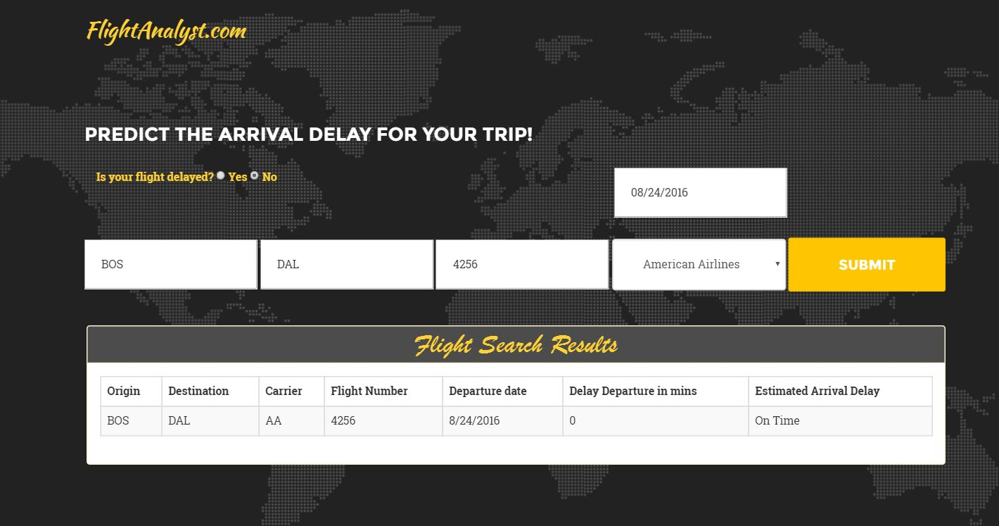 FlightAnalyst.com
PREDICT THE ARRIVAL DELAY FOR YOUR TRIP!
Is your flight delayed? Yes No
08/24/2016
BOS DAL 4256 American Airlines SUBMIT
Flight Search Results
Origin Destination Carrier Flight Number Departure date Delay Departure in mins Estimated Arrival Delay
BOS DAL AA 4256 8/24/2016 0 On Time